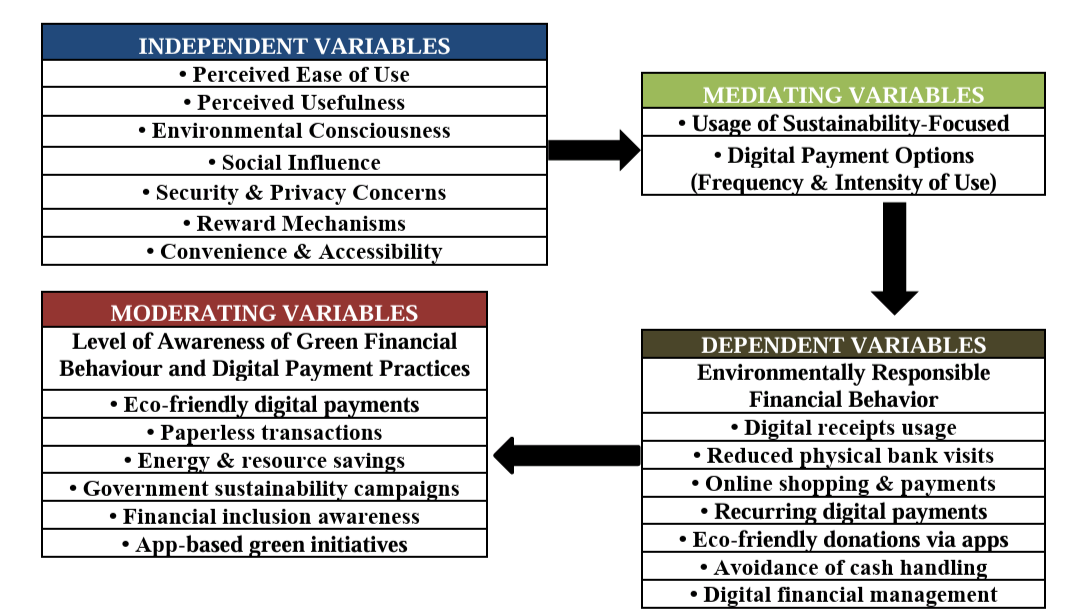 INDEPENDENT VARIABLES
• Perceived Ease of Use
• Perceived Usefulness
• Environmental Consciousness
• Social Influence
• Security & Privacy Concerns
• Reward Mechanisms
• Convenience & Accessibility
MEDIATING VARIABLES
• Usage of Sustainability-Focused
• Digital Payment Options
(Frequency & Intensity of Use)
MODERATING VARIABLES
Level of Awareness of Green Financial
Behaviour and Digital Payment Practices
• Eco-friendly digital payments
• Paperless transactions
• Energy & resource savings
• Government sustainability campaigns
• Financial inclusion awareness
• App-based green initiatives
DEPENDENT VARIABLES
Environmentally Responsible
Financial Behavior
• Digital receipts usage
• Reduced physical bank visits
• Online shopping & payments
• Recurring digital payments
• Eco-friendly donations via apps
• Avoidance of cash handling
• Digital financial management